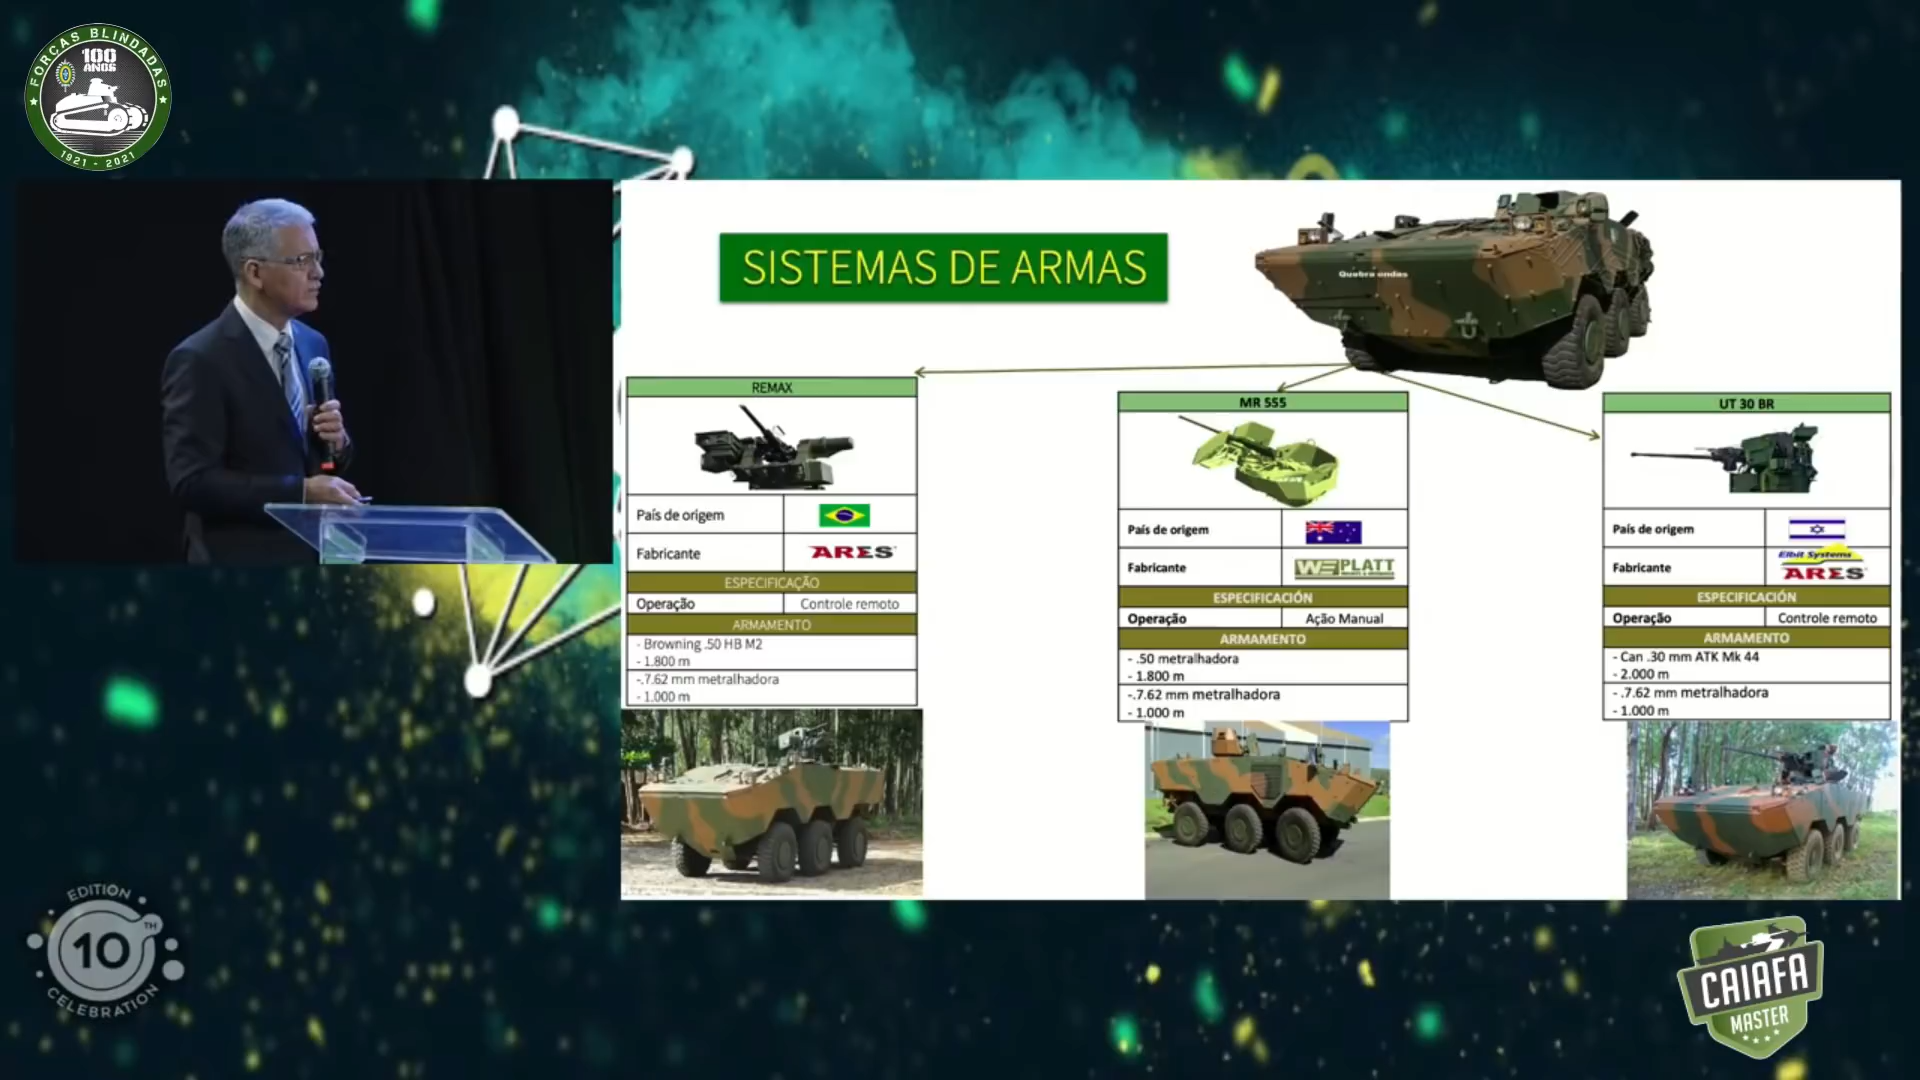 FORÇAS BLINDADAS
100
ANOS
1921 - 2021
SISTEMAS DE ARMAS
Quebra ondas
REMAX
País de origem
Fabricante
ARES
ESPECIFICAÇÃO
Operação Controle remoto
ARMAMENTO
- Browning .50 HB M2
- 1.800 m
-.7.62 mm metralhadora
- 1.000 m
MR 555
País de origem
Fabricante
WE PLATT
ESPECIFICACIÓN
Operação Ação Manual
ARMAMENTO
- .50 metralhadora
- 1.800 m
-.7.62 mm metralhadora
- 1.000 m
UT 30 BR
País de origem
Elbit Systems
Fabricante
ARES
ESPECIFICACIÓN
Operação Controle remoto
ARMAMENTO
- Can .30 mm ATK Mk 44
- 2.000 m
- .7.62 mm metralhadora
- 1.000 m
EDITION
10TH
CELEBRATION
CAIAFA
MASTER